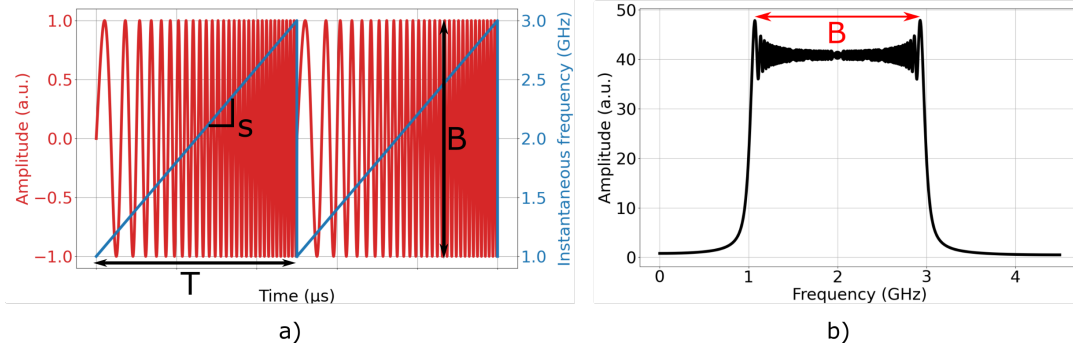 Amplitude (a.u.)
1.0
0.5
0.0
−0.5
−1.0
s
B
T
Time (μs)
3.0
2.5
2.0
1.5
1.0
Instantaneous frequency (GHz)
a)
Amplitude (a.u.)
50
40
30
20
10
0
B
0
1
2
3
4
Frequency (GHz)
b)